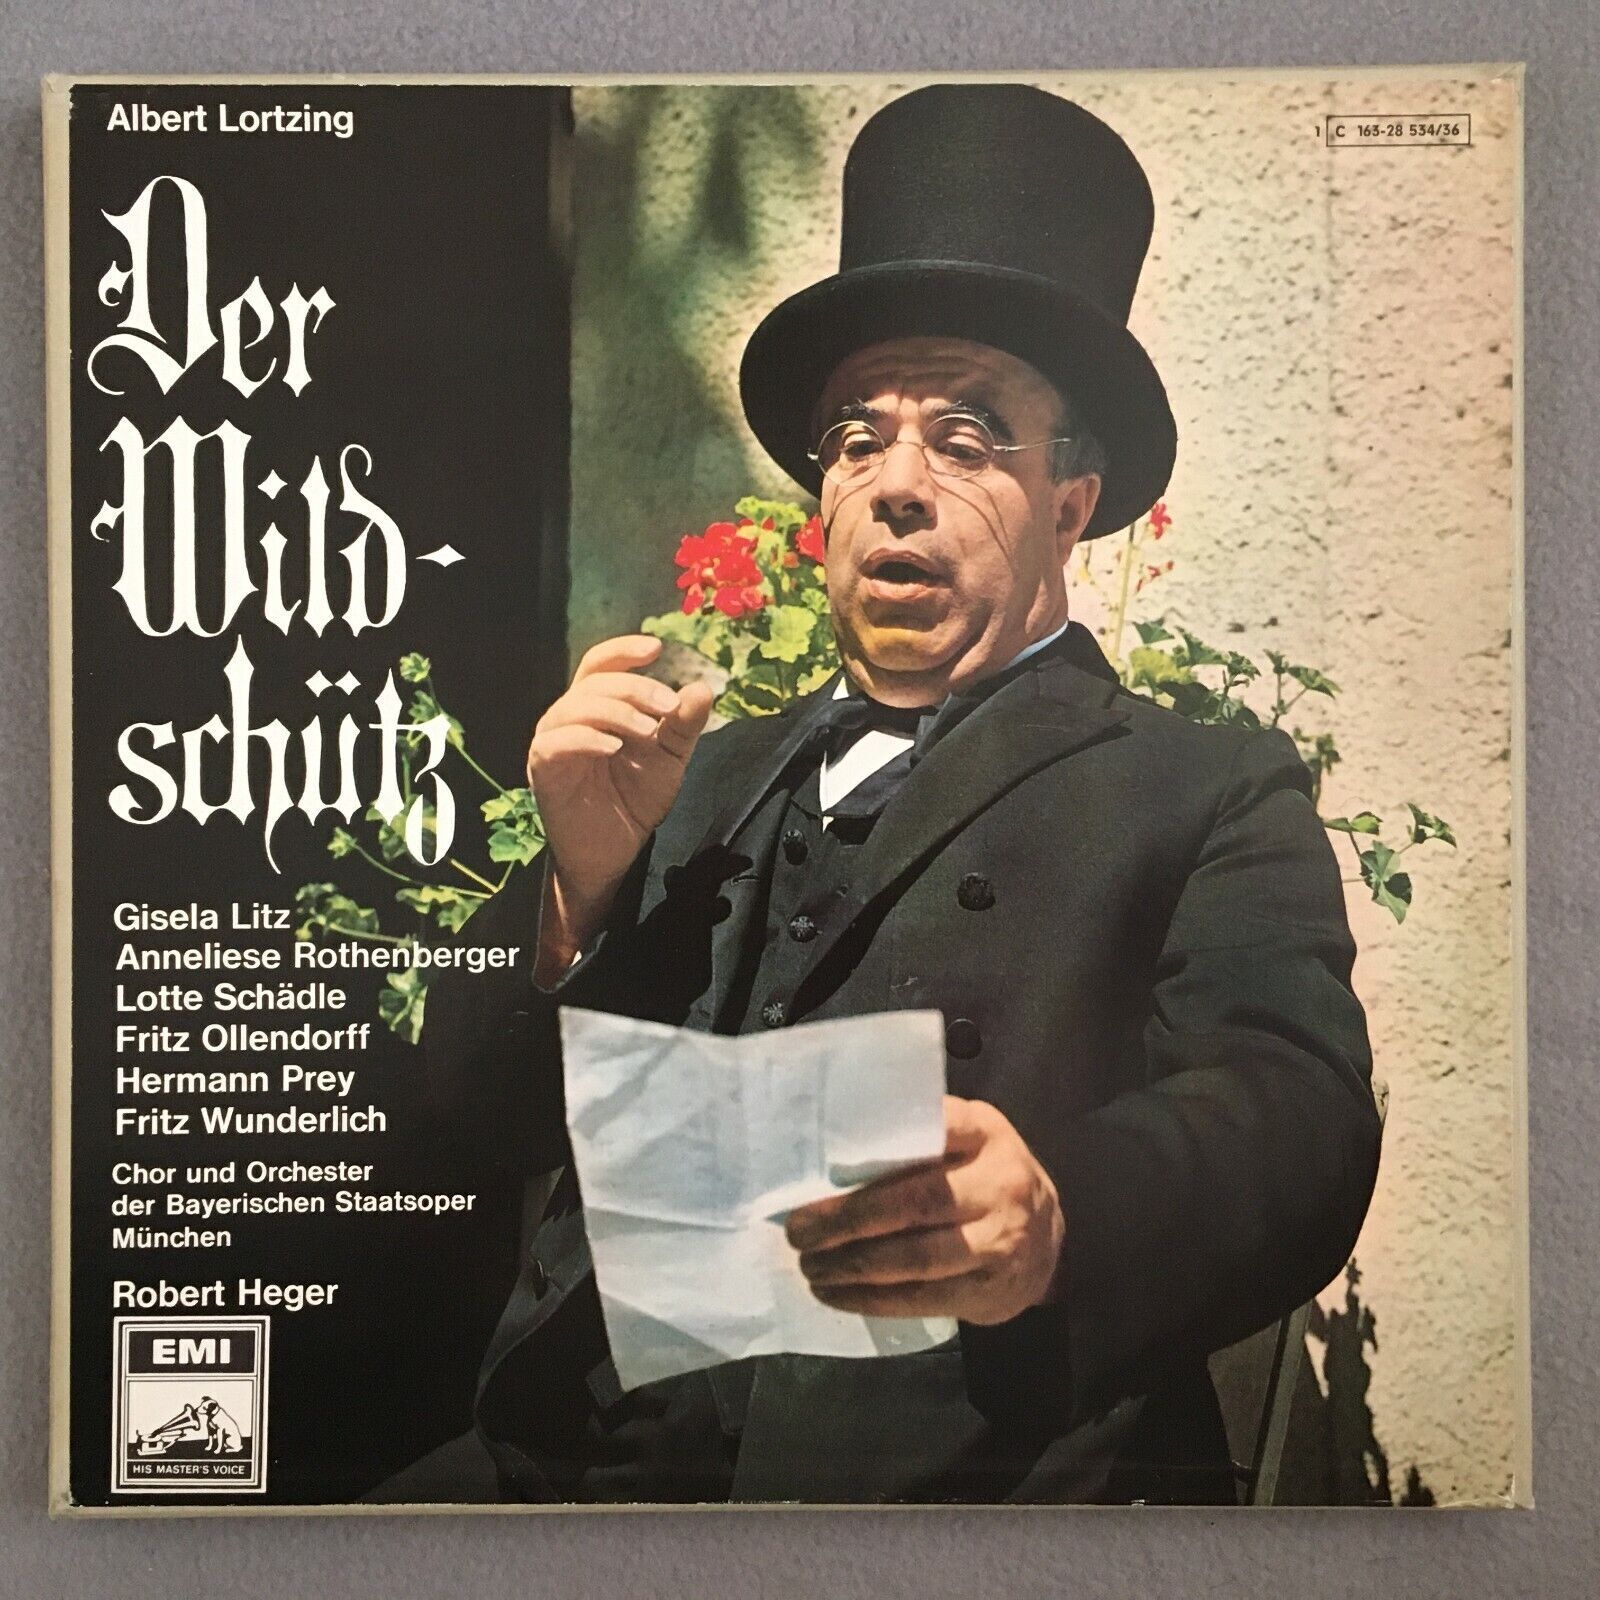 Albert Lortzing
1 C 163-28 534/36
Der
Wild-
schütz
Gisela Litz
Anneliese Rothenberger
Lotte Schädle
Fritz Ollendorff
Hermann Prey
Fritz Wunderlich
Chor und Orchester
der Bayerischen Staatsoper
München
Robert Heger
EMI
HIS MASTER'S VOICE